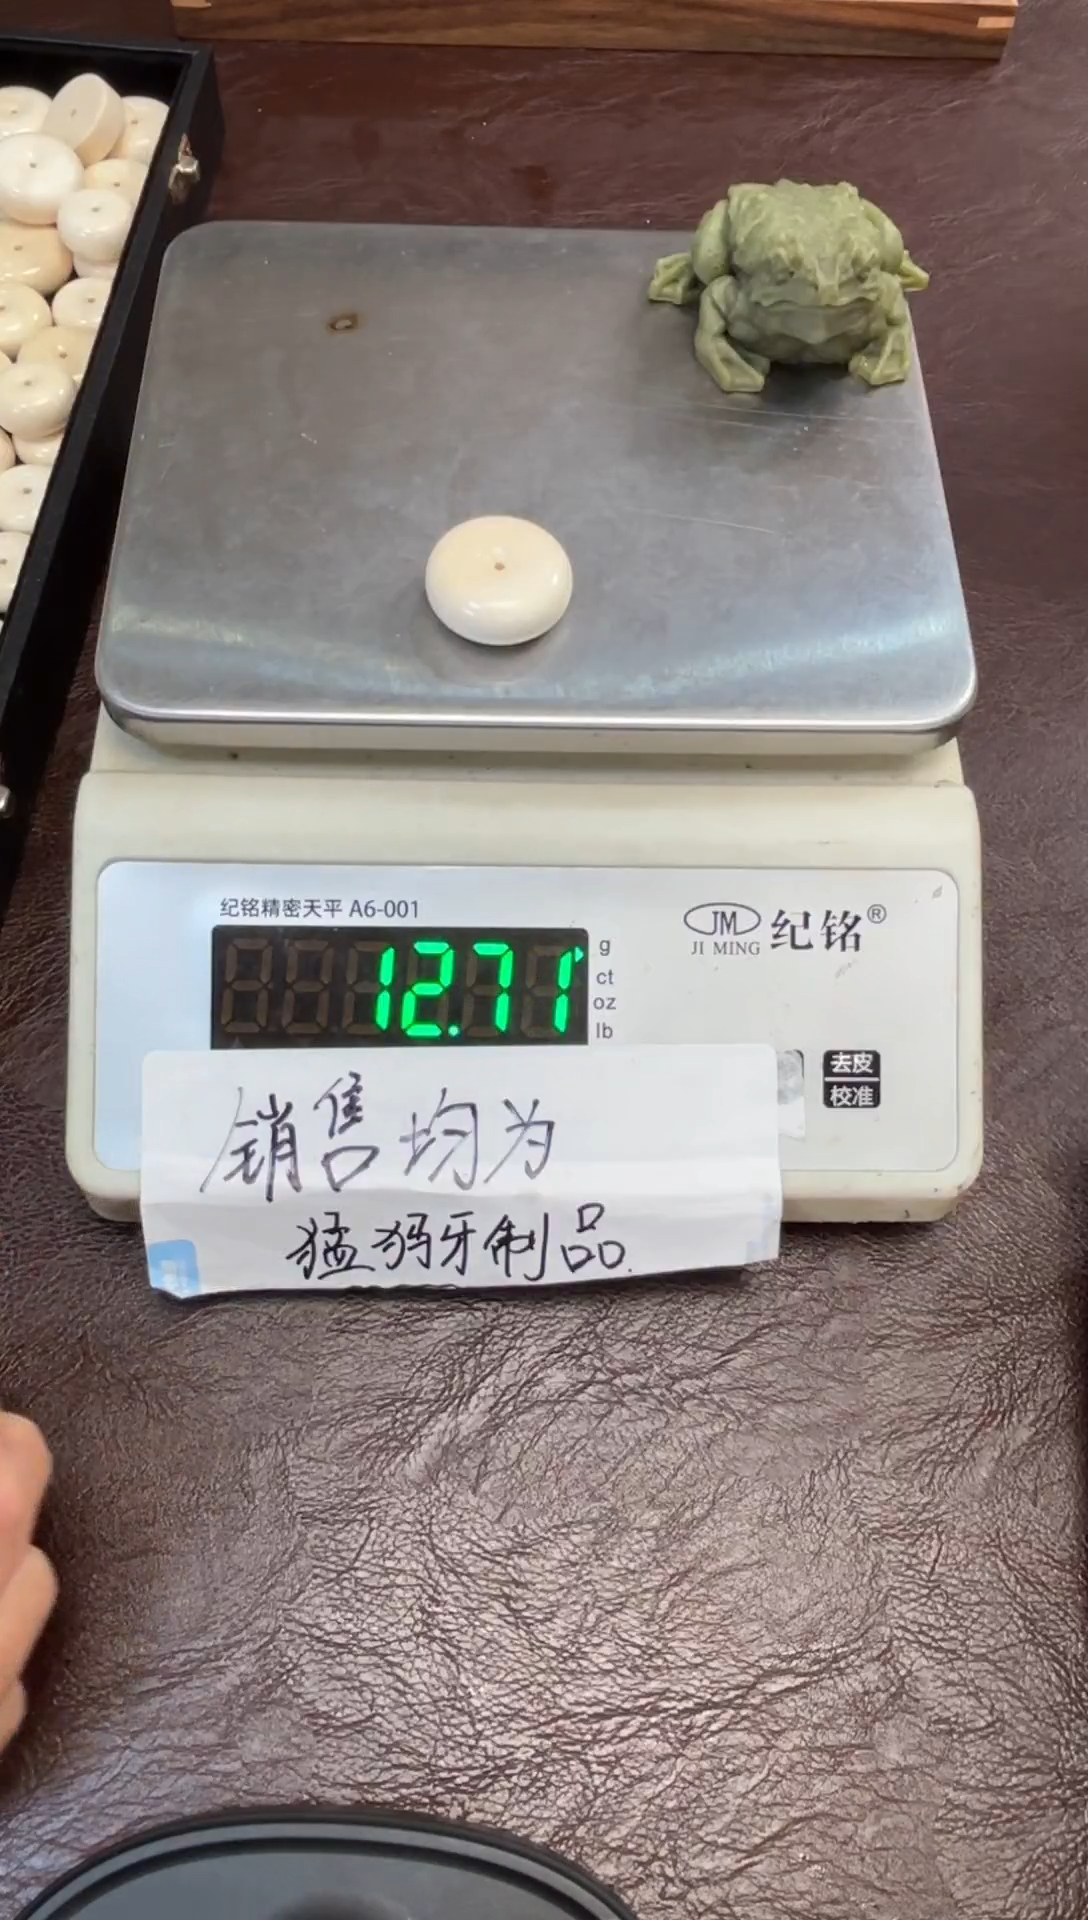 纪铭精密天平 A6-001
12.71
g
ct
oz
lb
JM
JI MING
纪铭®
去皮
校准
销售均为
猛犸牙制品.